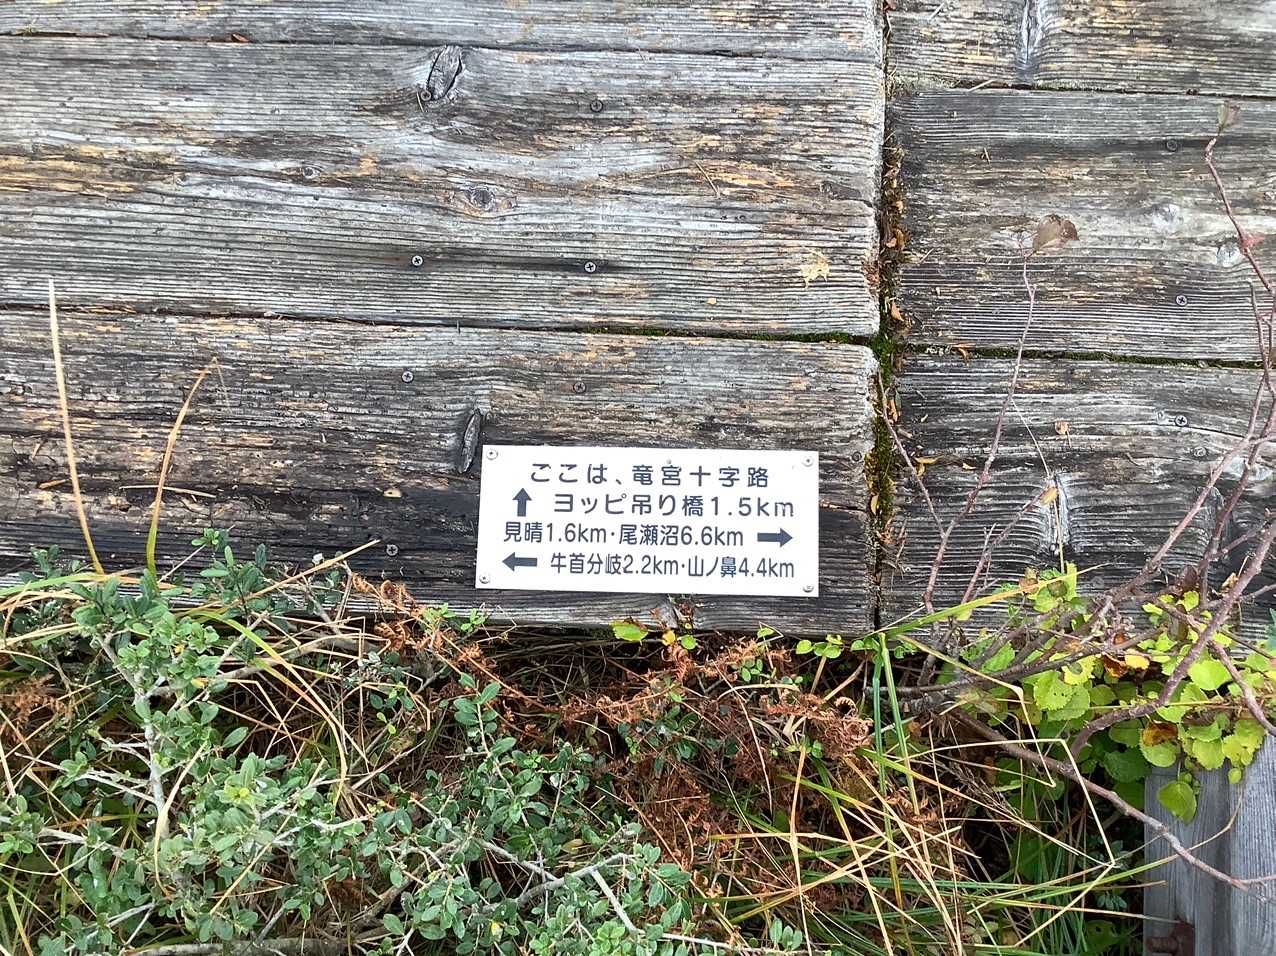 ここは、竜宮十字路
↑ ヨッピ吊り橋1.5km
見晴1.6km・尾瀬沼6.6km →
← 牛首分岐2.2km・山ノ鼻4.4km